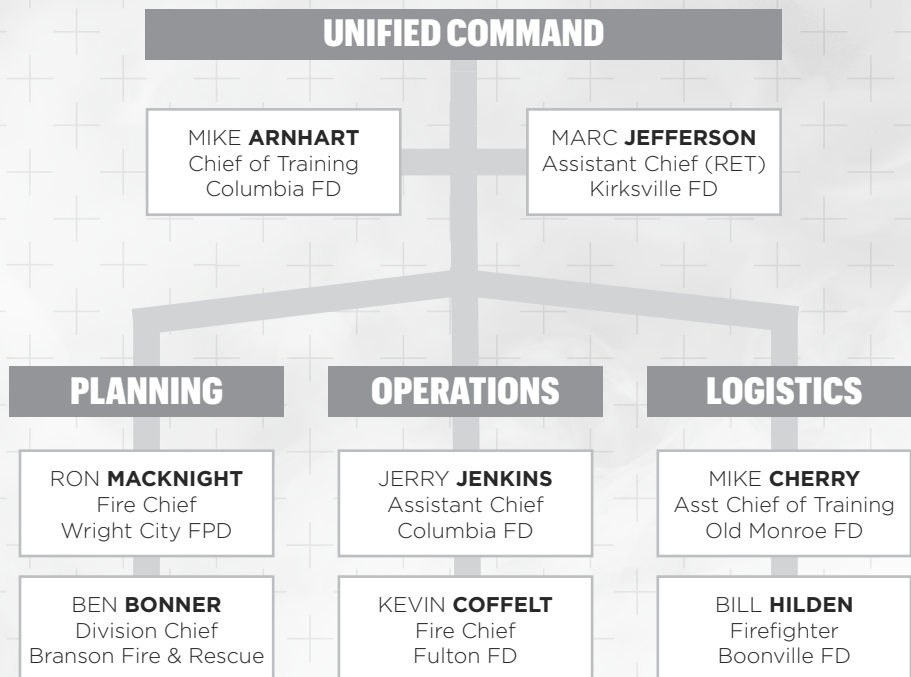 UNIFIED COMMAND
MIKE ARNHART
Chief of Training
Columbia FD
MARC JEFFERSON
Assistant Chief (RET)
Kirksville FD
PLANNING
RON MACKNIGHT
Fire Chief
Wright City FPD
BEN BONNER
Division Chief
Branson Fire & Rescue
OPERATIONS
JERRY JENKINS
Assistant Chief
Columbia FD
KEVIN COFFELT
Fire Chief
Fulton FD
LOGISTICS
MIKE CHERRY
Asst Chief of Training
Old Monroe FD
BILL HILDEN
Firefighter
Boonville FD